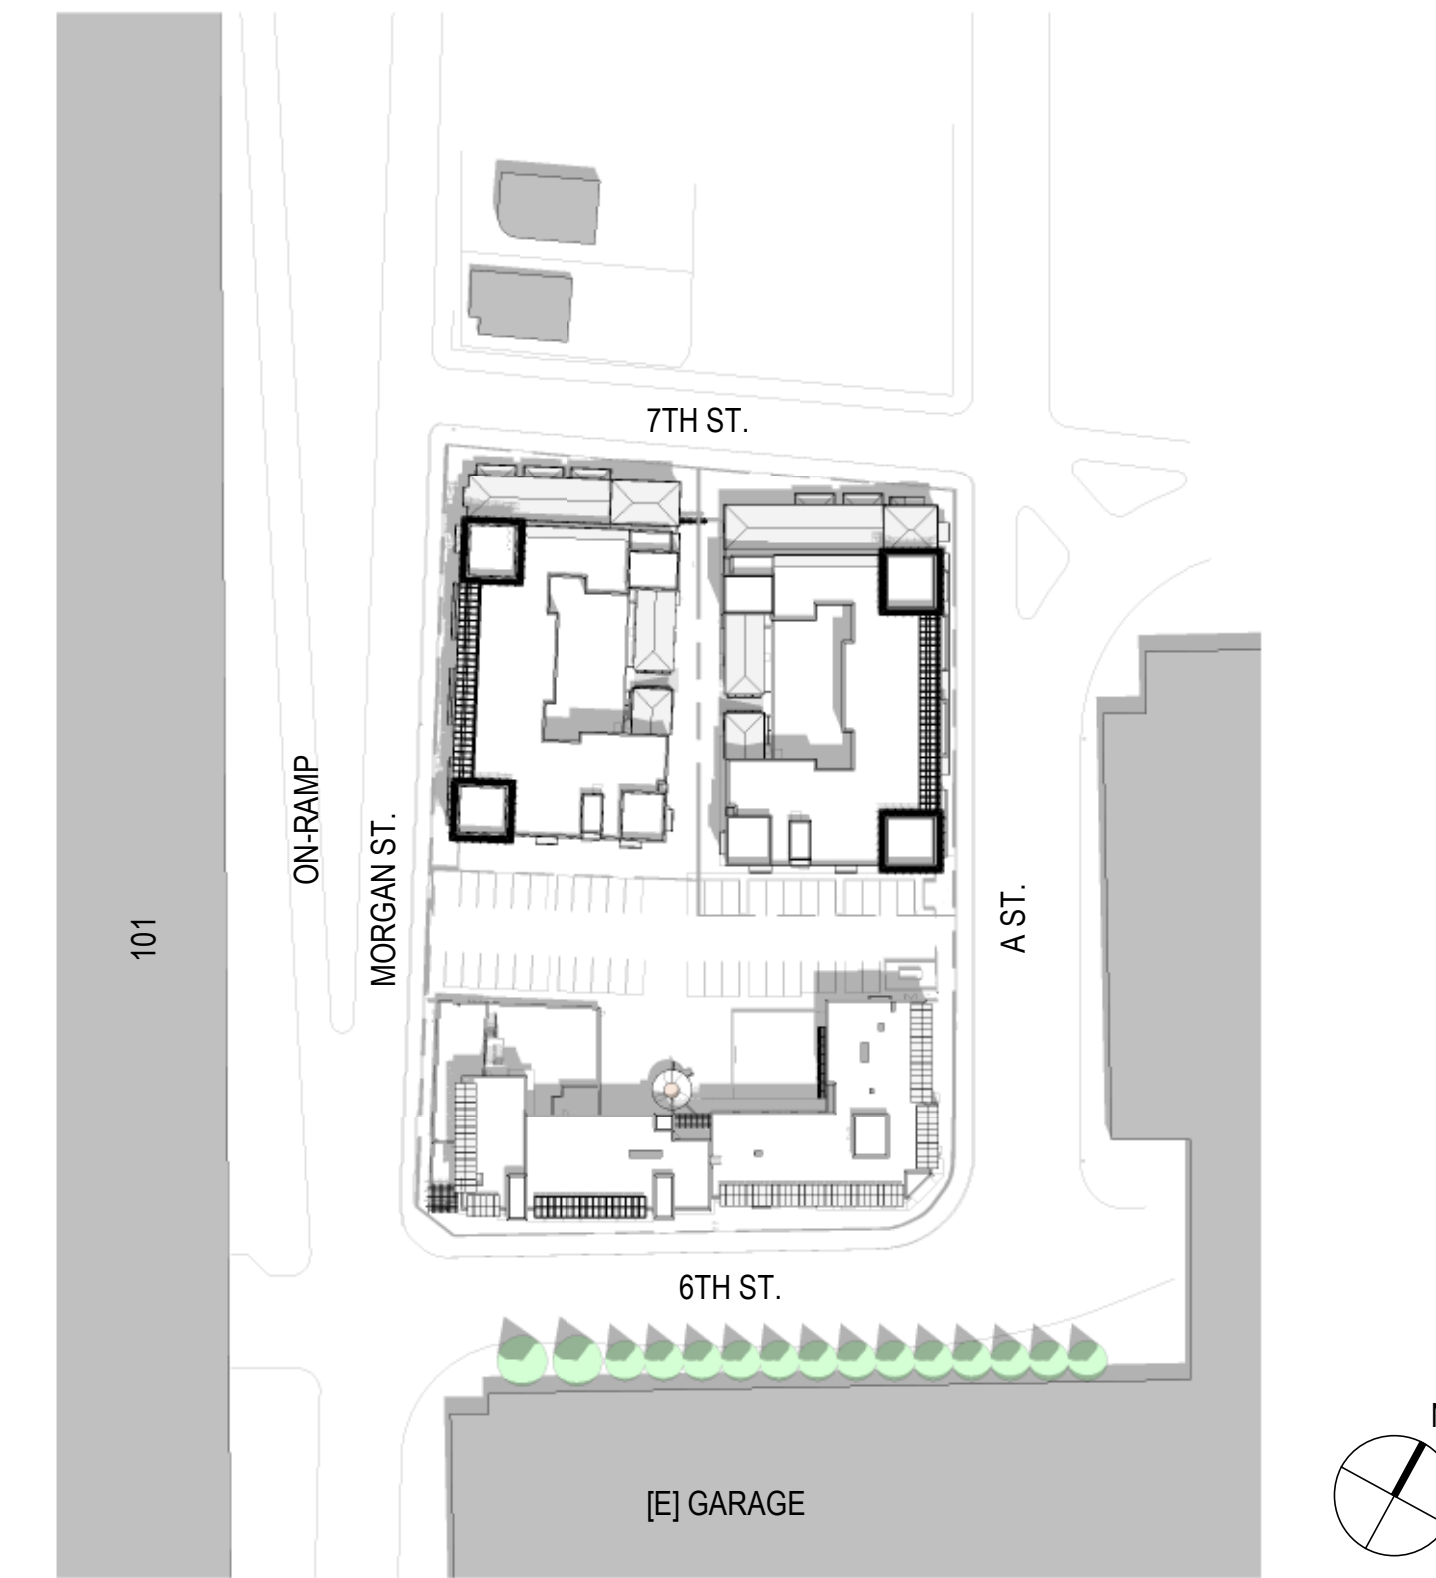 7TH ST.
ON-RAMP
MORGAN ST.
A ST.
101
6TH ST.
[E] GARAGE